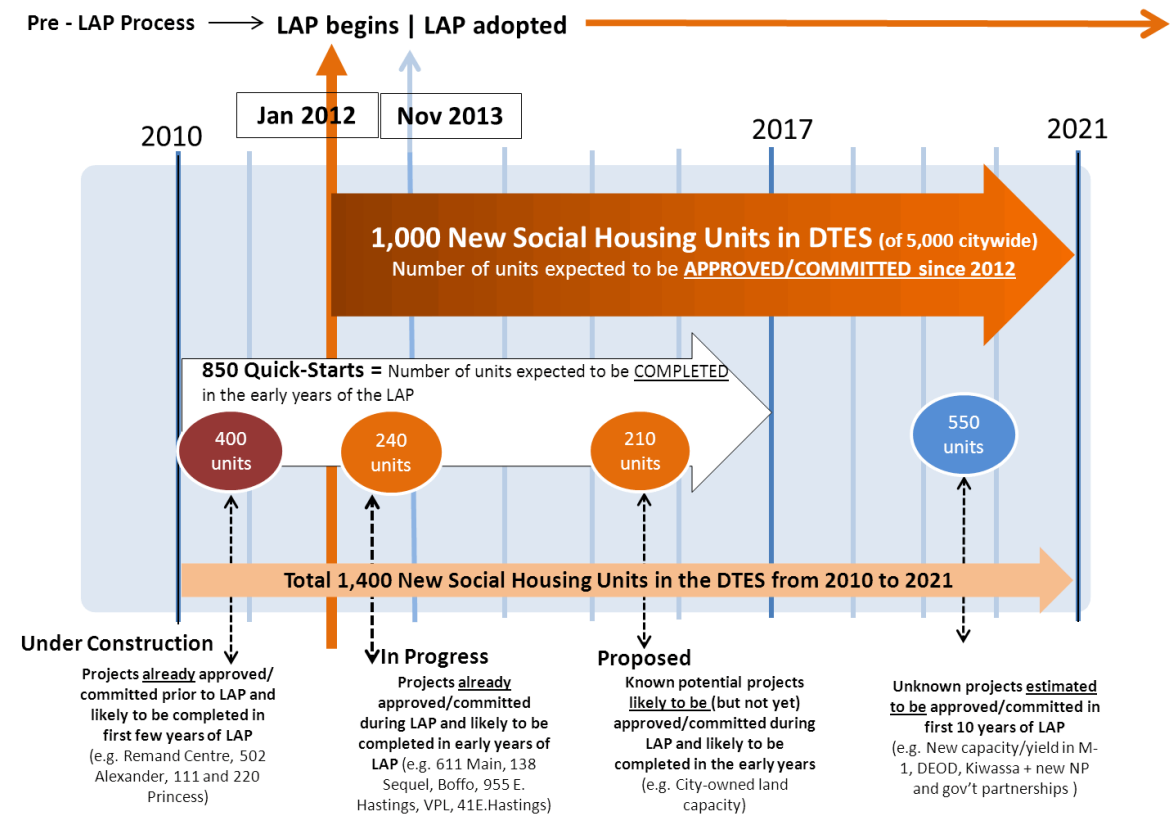 Pre - LAP Process
LAP begins | LAP adopted
Jan 2012
Nov 2013
2010
2017
2021
1,000 New Social Housing Units in DTES (of 5,000 citywide)
Number of units expected to be APPROVED/COMMITTED since 2012
850 Quick-Starts = Number of units expected to be COMPLETED
in the early years of the LAP
400
units
240
units
210
units
550
units
Total 1,400 New Social Housing Units in the DTES from 2010 to 2021
Under Construction
Projects already approved/
committed prior to LAP and
likely to be completed in
first few years of LAP
(e.g. Remand Centre, 502
Alexander, 111 and 220
Princess)
In Progress
Projects already
approved/committed
during LAP and likely to be
completed in early years of
LAP (e.g. 611 Main, 138
Sequel, Boffo, 955 E.
Hastings, VPL, 41E.Hastings)
Proposed
Known potential projects
likely to be (but not yet)
approved/committed during
LAP and likely to be
completed in the early years
(e.g. City-owned land
capacity)
Unknown projects estimated
to be approved/committed in
first 10 years of LAP
(e.g. New capacity/yield in M-
1, DEOD, Kiwassa + new NP
and gov’t partnerships )